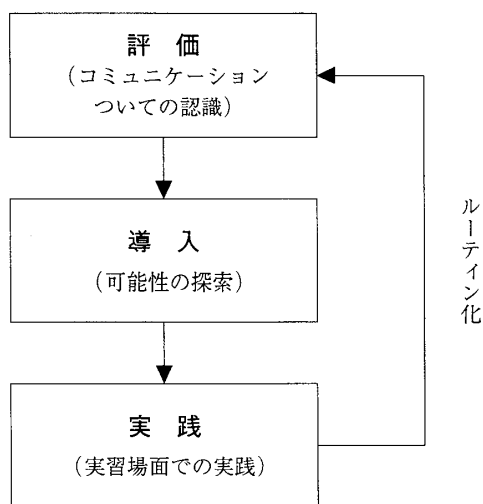 評　価
（コミュニケーション
ついての認識）
導　入
（可能性の探索）
実　践
（実習場面での実践）
ルーティン化